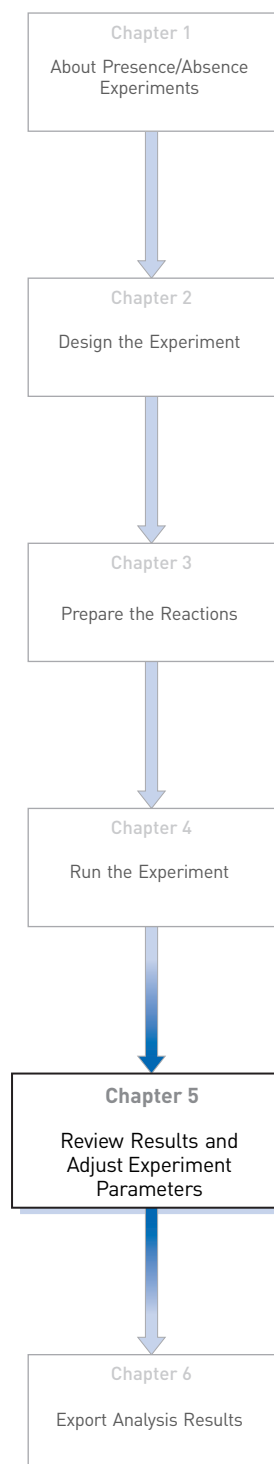 Chapter 1
About Presence/Absence
Experiments
Chapter 2
Design the Experiment
Chapter 3
Prepare the Reactions
Chapter 4
Run the Experiment
Chapter 5
Review Results and
Adjust Experiment
Parameters
Chapter 6
Export Analysis Results